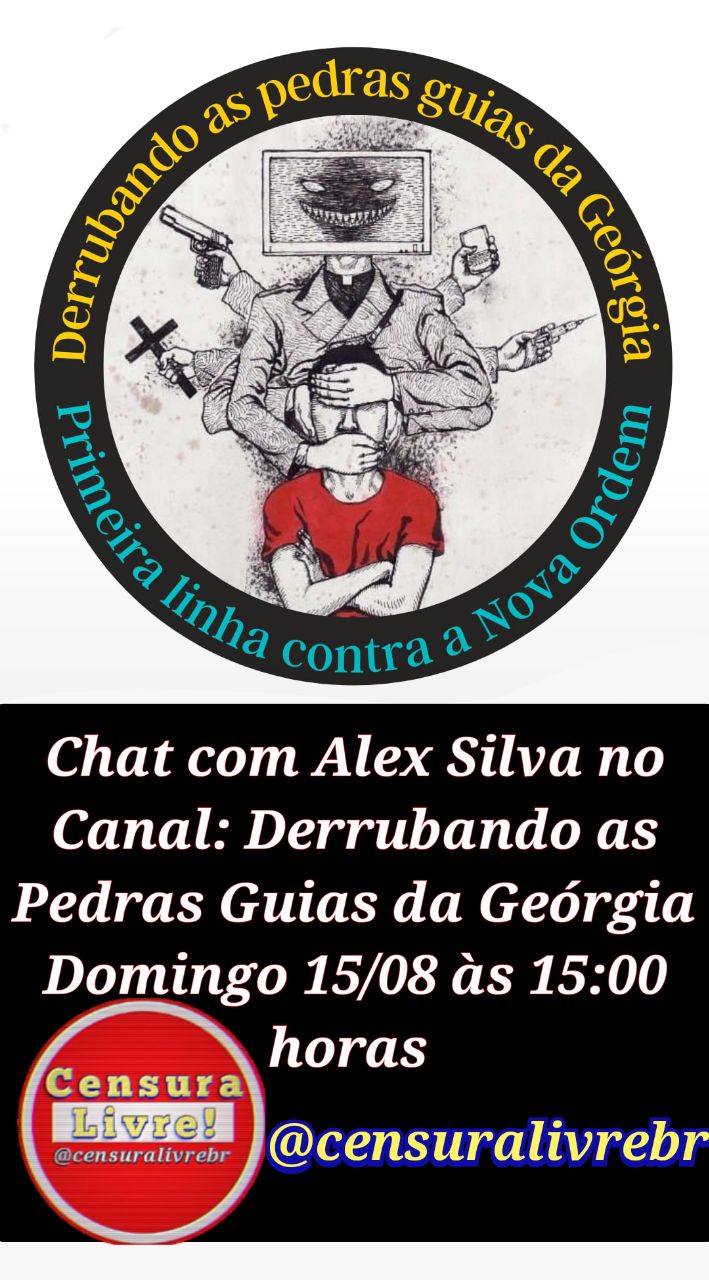 Derrubando as pedras guias da Geórgia
Primeira linha contra a Nova Ordem
Chat com Alex Silva no
Canal: Derrubando as
Pedras Guias da Geórgia
Domingo 15/08 às 15:00
horas
Censura
Livre!
@censuralivrebr
@censuralivrebr